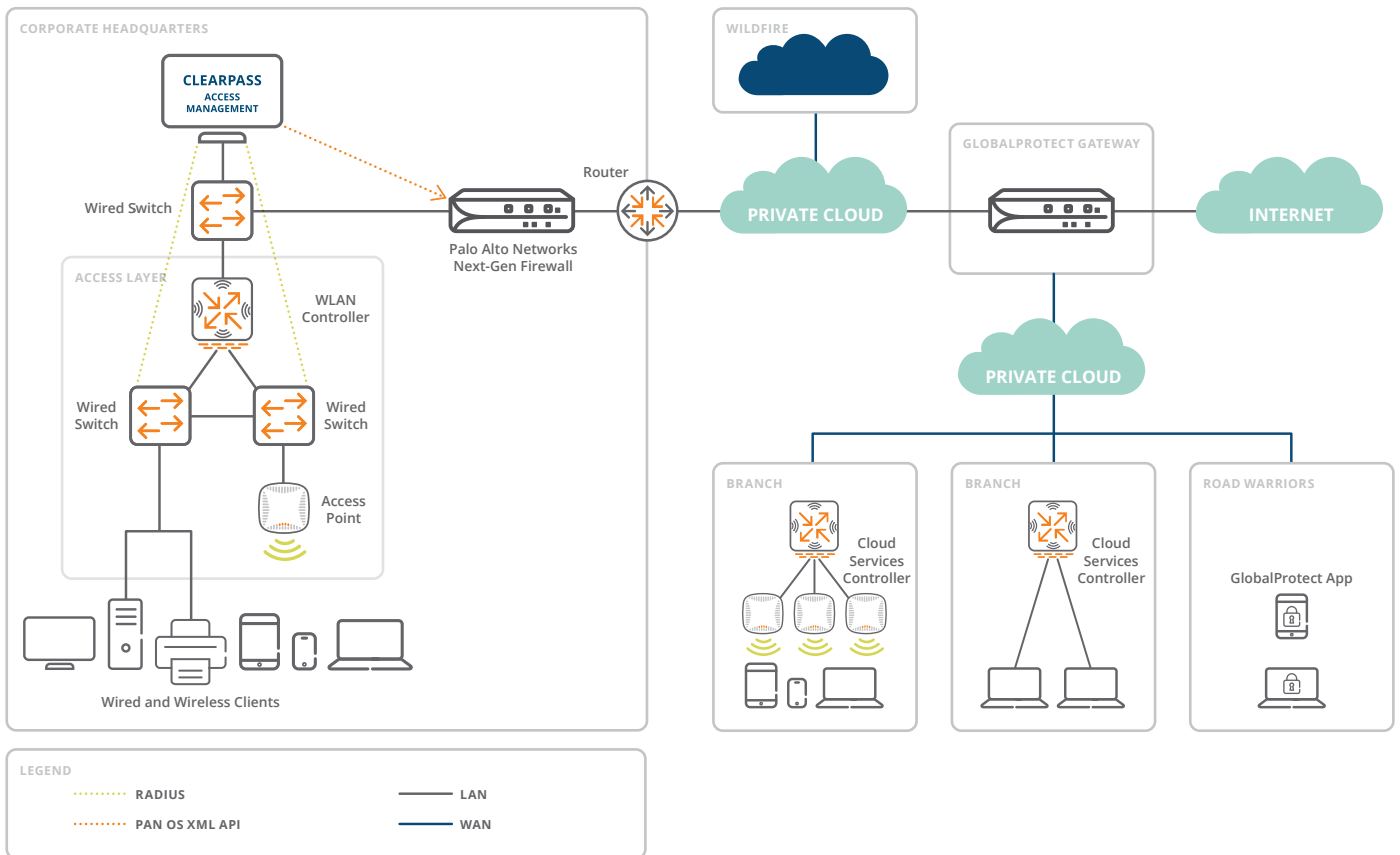 CORPORATE HEADQUARTERS
CLEARPASS
ACCESS
MANAGEMENT
Wired Switch
Router
Palo Alto Networks
Next-Gen Firewall
ACCESS LAYER
WLAN
Controller
Wired
Switch
Wired
Switch
Access
Point
Wired and Wireless Clients
WILDFIRE
PRIVATE CLOUD
GLOBALPROTECT GATEWAY
INTERNET
PRIVATE CLOUD
BRANCH
Cloud
Services
Controller
BRANCH
Cloud
Services
Controller
ROAD WARRIORS
GlobalProtect App
LEGEND
RADIUS
LAN
PAN OS XML API
WAN